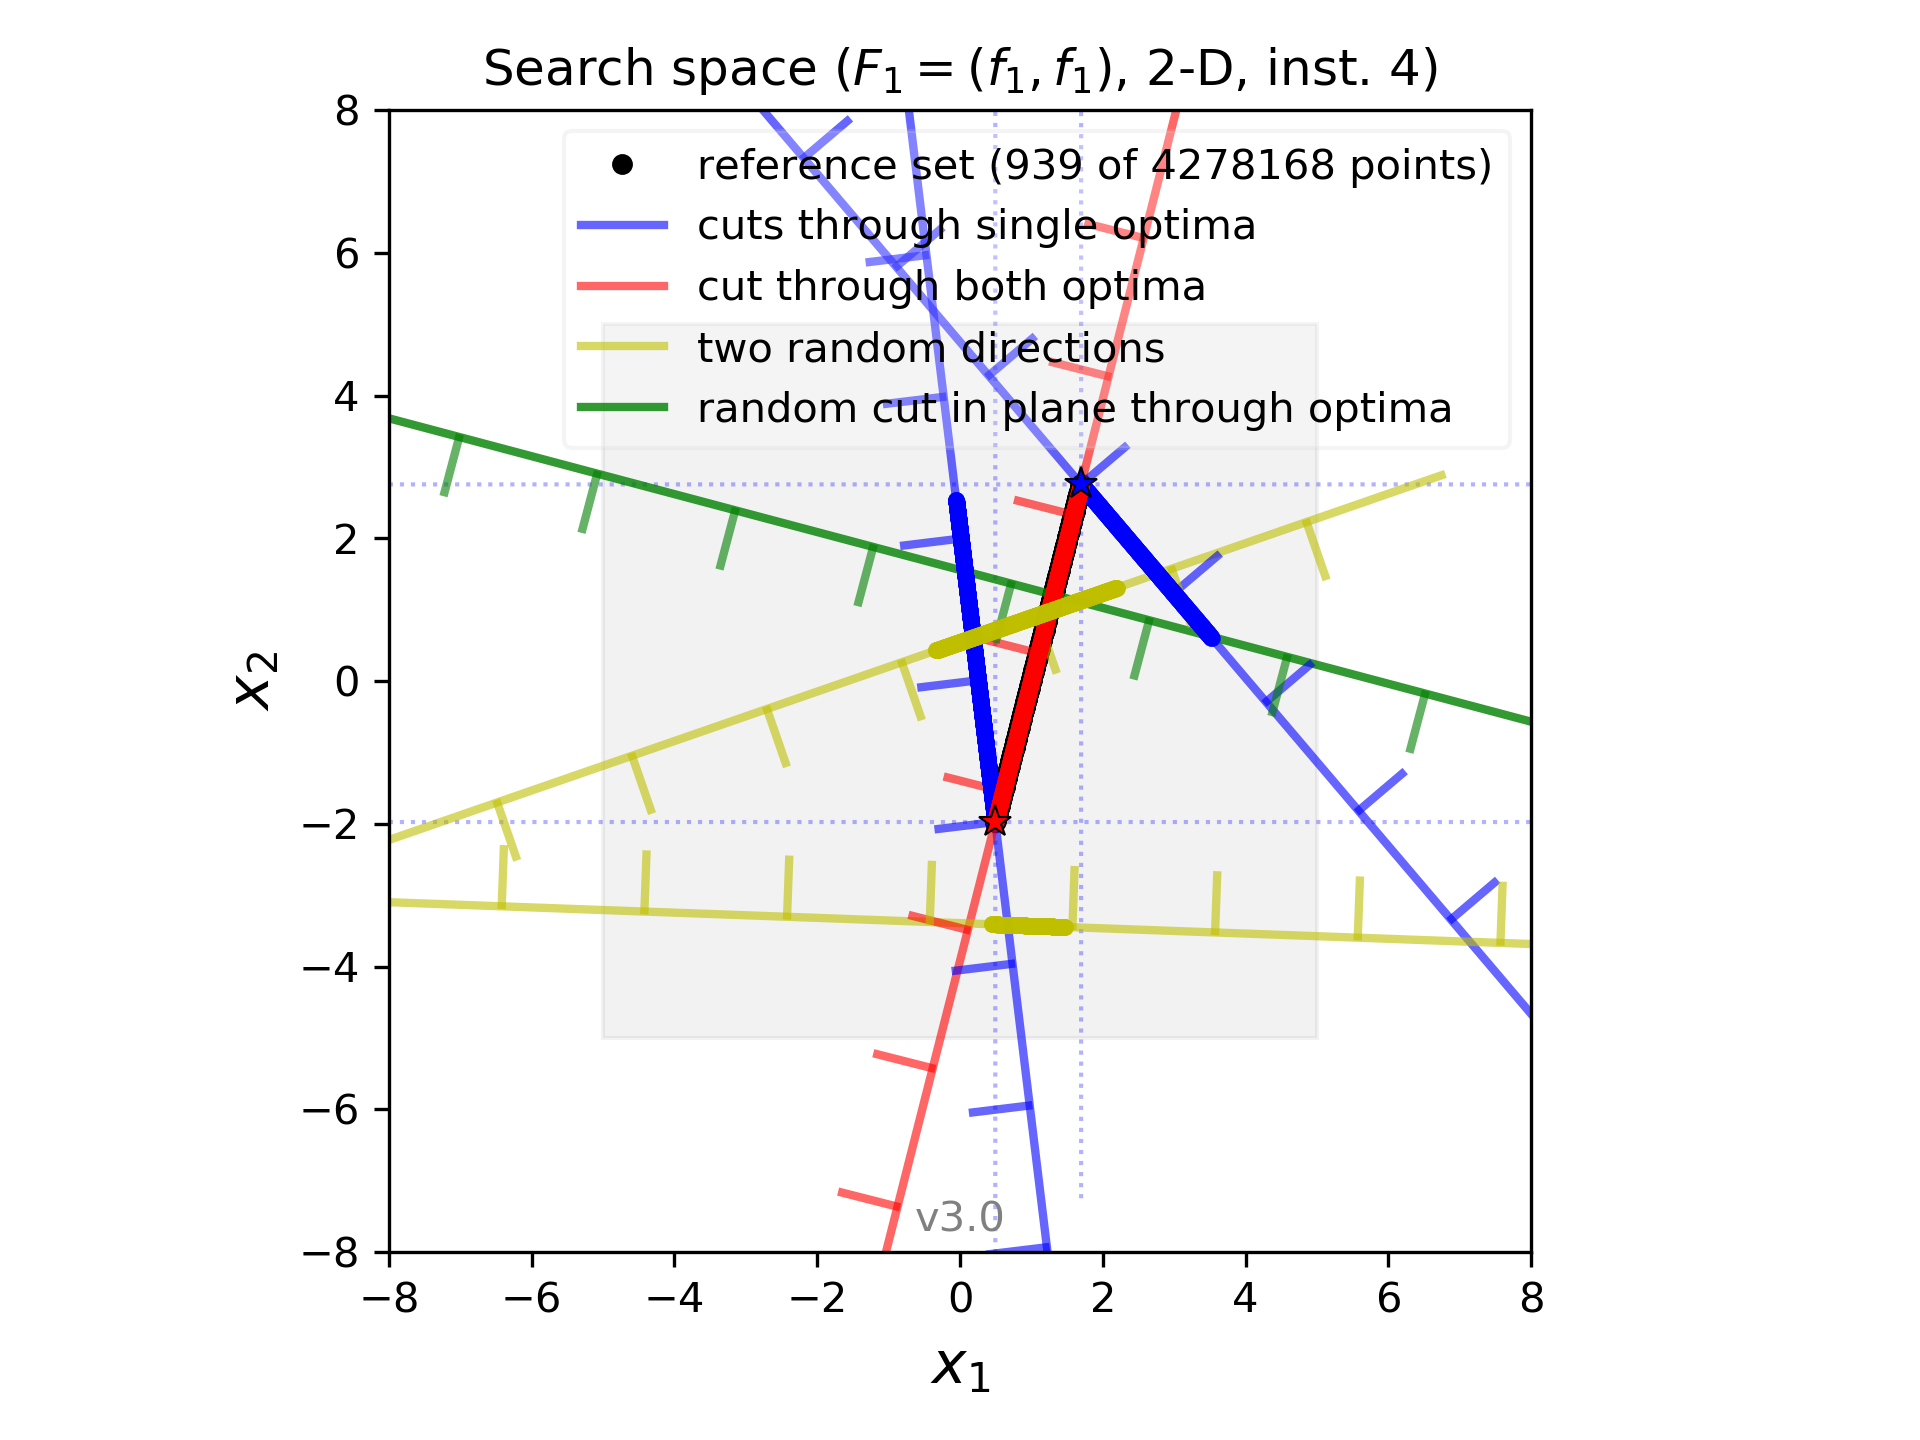 Search space (F₁ = (f₁, f₁), 2-D, inst. 4)
reference set (939 of 4278168 points)
cuts through single optima
cut through both optima
two random directions
random cut in plane through optima
8
6
4
2
0
−2
−4
−6
−8
x₂
v3.0
−8 −6 −4 −2 0 2 4 6 8
x₁